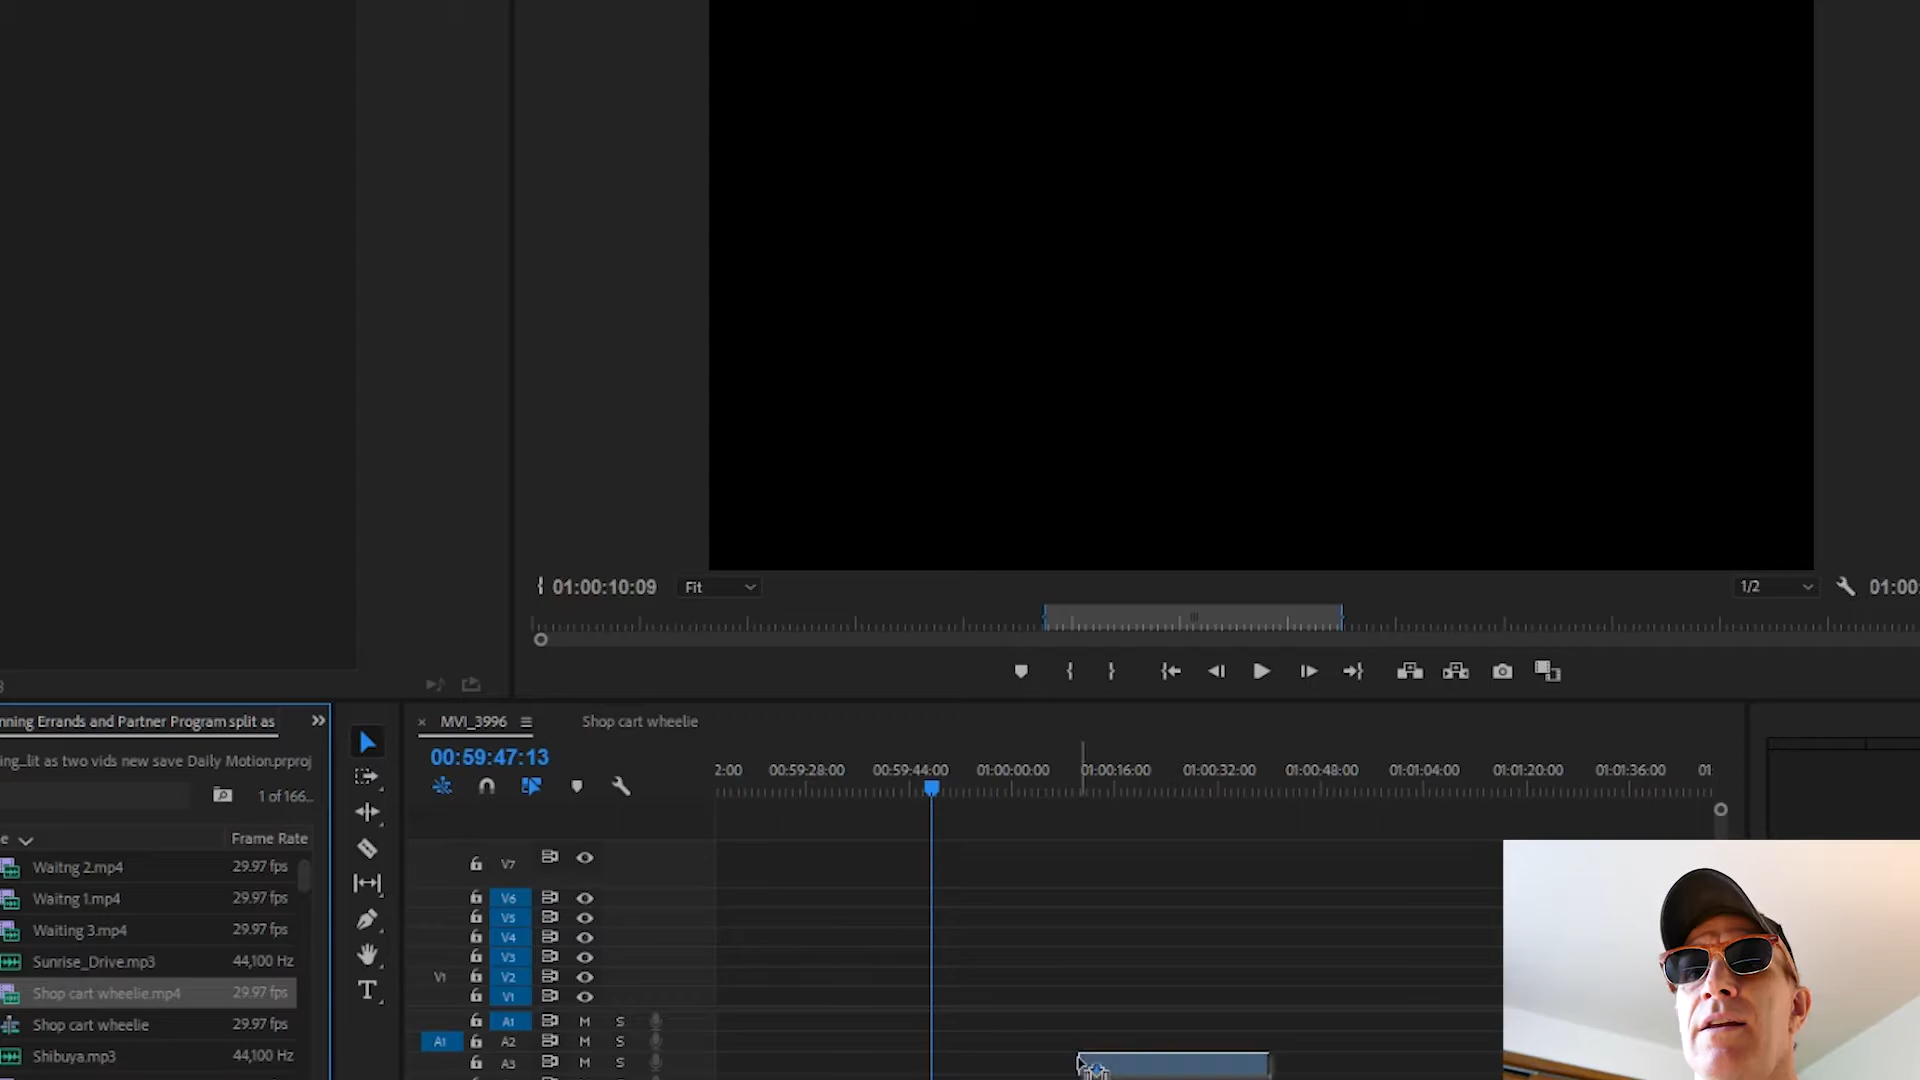 01:00:10:09 Fit 1/2 01:00:
nning Errands and Partner Program split as
MVI_3996 Shop cart wheelie
ing_lit as two vids new save Daily Motion.prproj
00:59:47:13
2:00 00:59:28:00 00:59:44:00 01:00:00:00 01:00:16:00 01:00:32:00 01:00:48:00 01:01:04:00 01:01:20:00 01:01:36:00 01:
1 of 166...
e Frame Rate
Waitng 2.mp4 29.97 fps
Waitng 1.mp4 29.97 fps
Waiting 3.mp4 29.97 fps
Sunrise_Drive.mp3 44,100 Hz
Shop cart wheelie.mp4 29.97 fps
Shop cart wheelie 29.97 fps
Shibuya.mp3 44,100 Hz
T
V7
V6
V5
V4
V3
V1 V2
V1
A1 M S
A1 A2 M S
A3 M S